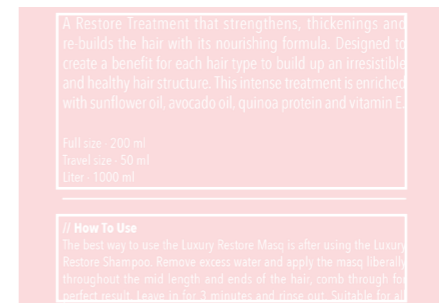 A Restore Treatment that strengthens, thickenings and
re-builds the hair with its nourishing formula. Designed to
create a benefit for each hair type to build up an irresistible
and healthy hair structure. This intense treatment is enriched
with sunflower oil, avocado oil, quinoa protein and vitamin E.
Full size - 200 ml
Travel size - 50 ml
Liter - 1000 ml
// How To Use
The best way to use the Luxury Restore Masq is after using the Luxury
Restore Shampoo. Remove excess water and apply the masq liberally
throughout the mid length and ends of the hair, comb through for
perfect result. Leave in for 3 minutes and rinse out. Suitable for all